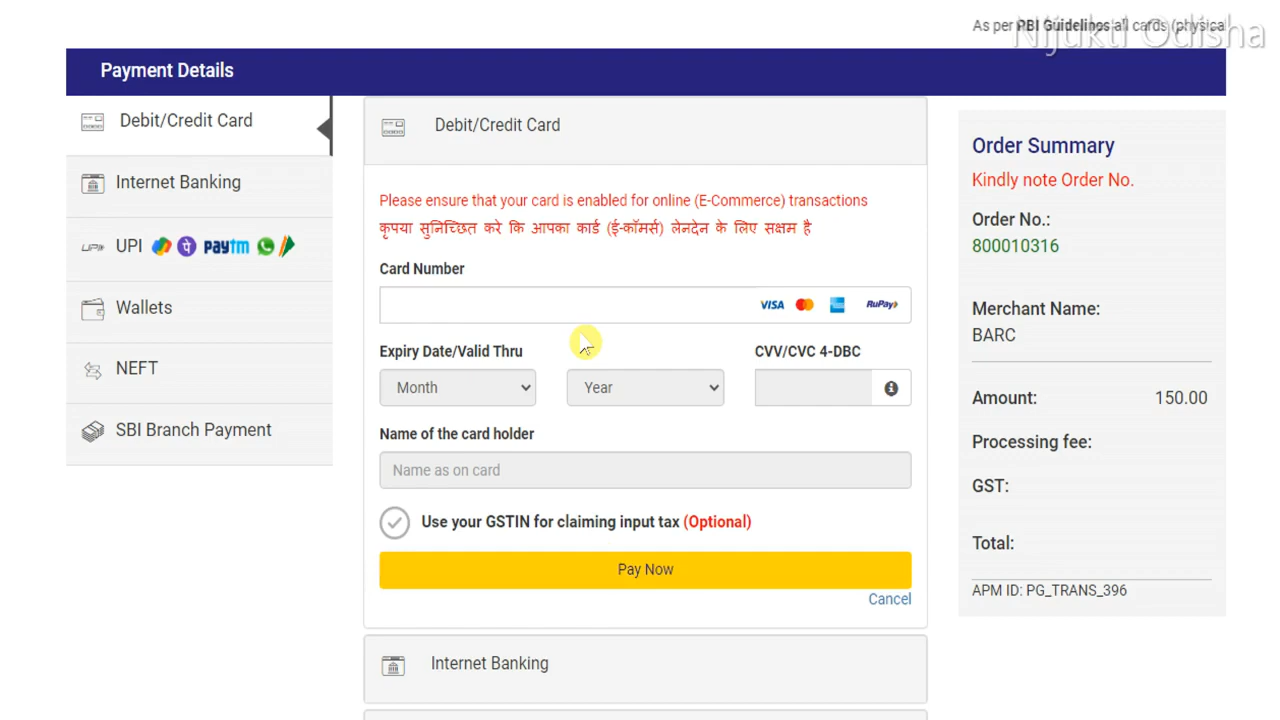 As per RBI Guidelines all cards (physica
Nijukti Odisha
Payment Details
Debit/Credit Card
Internet Banking
UPI paytm
Wallets
NEFT
SBI Branch Payment
Debit/Credit Card
Please ensure that your card is enabled for online (E-Commerce) transactions
कृपया सुनिच्छित करे कि आपका कार्ड (ई-कॉमर्स) लेनदेन के लिए सक्षम है
Card Number
VISA RuPay
Expiry Date/Valid Thru
CVV/CVC 4-DBC
Month
Year
Name of the card holder
Name as on card
Use your GSTIN for claiming input tax (Optional)
Pay Now
Cancel
Internet Banking
Order Summary
Kindly note Order No.
Order No.:
800010316
Merchant Name:
BARC
Amount: 150.00
Processing fee:
GST:
Total:
APM ID: PG_TRANS_396